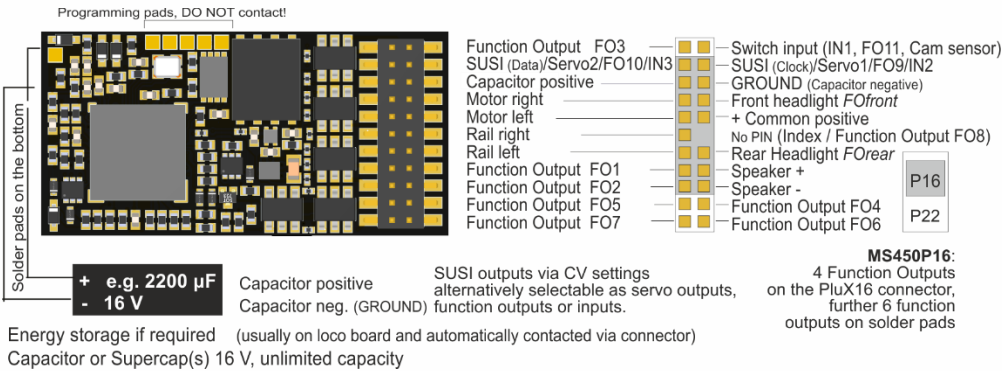 Programming pads, DO NOT contact!
Solder pads on the bottom
Function Output FO3
SUSI (Data)/Servo2/FO10/IN3
Capacitor positive
Motor right
Motor left
Rail right
Rail left
Function Output FO1
Function Output FO2
Function Output FO5
Function Output FO7
Switch input (IN1, FO11, Cam sensor)
SUSI (Clock)/Servo1/FO9/IN2
GROUND (Capacitor negative)
Front headlight FOfront
+ Common positive
No PIN (Index / Function Output FO8)
Rear Headlight FOrear
Speaker +
Speaker -
Function Output FO4
Function Output FO6
P16
P22
+ e.g. 2200 µF
- 16 V
Capacitor positive
Capacitor neg. (GROUND)
SUSI outputs via CV settings
alternatively selectable as servo outputs,
function outputs or inputs.
MS450P16:
4 Function Outputs
on the PluX16 connector,
further 6 function
outputs on solder pads
Energy storage if required (usually on loco board and automatically contacted via connector)
Capacitor or Supercap(s) 16 V, unlimited capacity